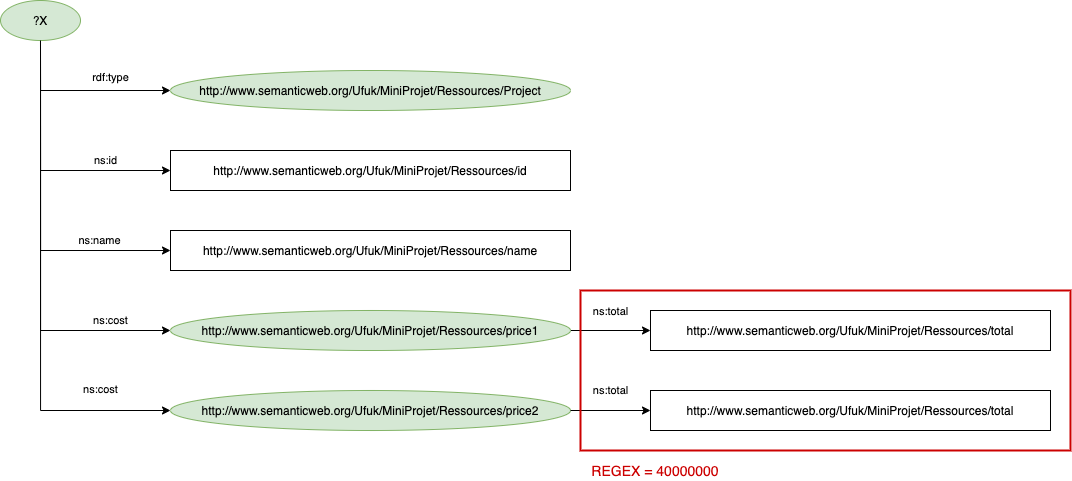 ?X
rdf:type
http://www.semanticweb.org/Ufuk/MiniProjet/Ressources/Project
ns:id
http://www.semanticweb.org/Ufuk/MiniProjet/Ressources/id
ns:name
http://www.semanticweb.org/Ufuk/MiniProjet/Ressources/name
ns:cost
http://www.semanticweb.org/Ufuk/MiniProjet/Ressources/price1
ns:total
http://www.semanticweb.org/Ufuk/MiniProjet/Ressources/total
ns:cost
http://www.semanticweb.org/Ufuk/MiniProjet/Ressources/price2
ns:total
http://www.semanticweb.org/Ufuk/MiniProjet/Ressources/total
REGEX = 40000000